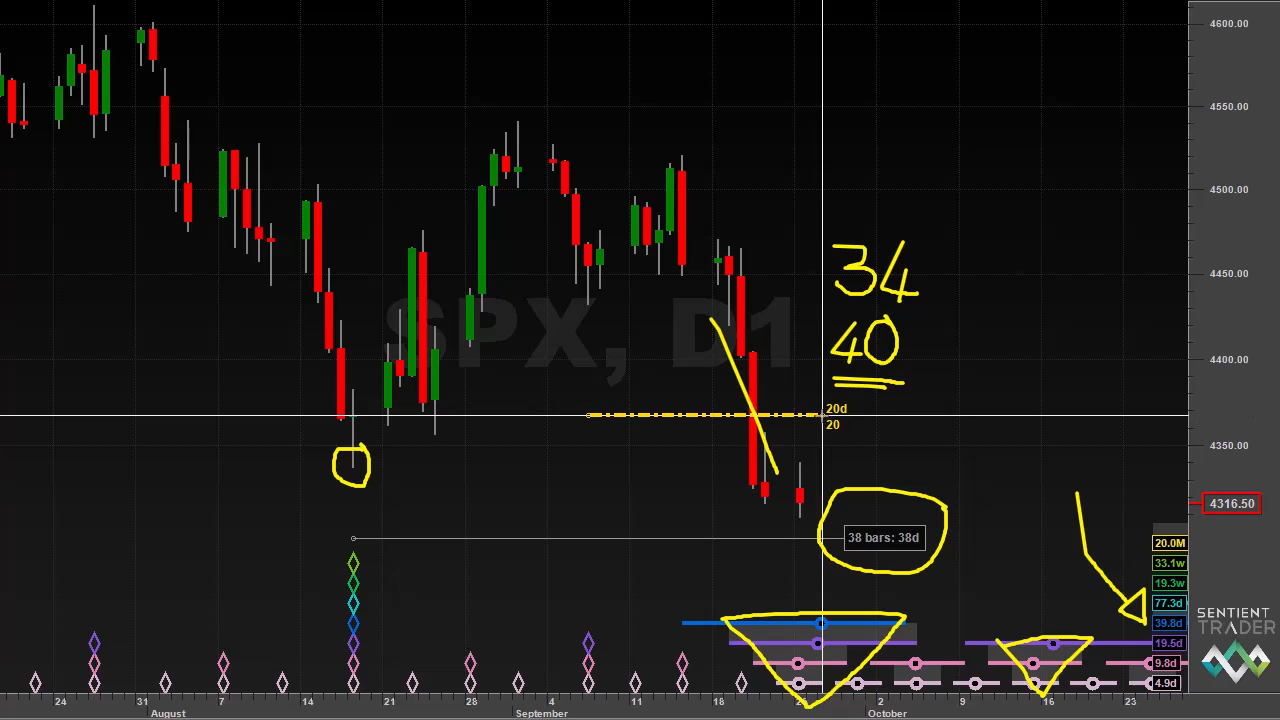 4600.00
4550.00
4500.00
4450.00
4400.00
4350.00
4316.50
SPX, D1
34
40
20d
20
38 bars: 38d
20.0M
33.1w
19.3w
77.3d
39.8d
19.5d
9.8d
4.9d
SENTIENT
TRADER
24 31 7 14 21 28 4 11 18 25 2 9 16 23
August September October